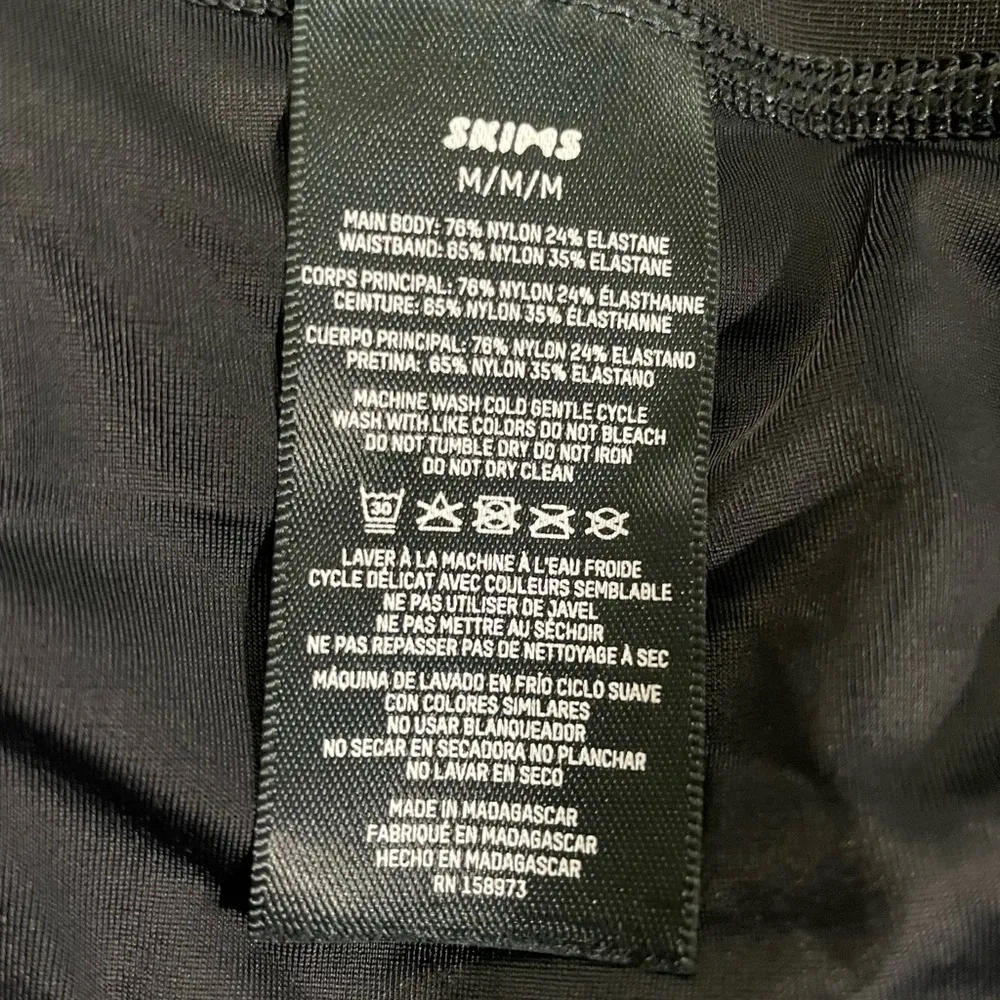 SKIMS
M/M/M
MAIN BODY: 76% NYLON 24% ELASTANE
WAISTBAND: 65% NYLON 35% ELASTANE
CORPS PRINCIPAL: 76% NYLON 24% ÉLASTHANNE
CEINTURE: 65% NYLON 35% ÉLASTHANNE
CUERPO PRINCIPAL: 76% NYLON 24% ELASTANO
PRETINA: 65% NYLON 35% ELASTANO
MACHINE WASH COLD GENTLE CYCLE
WASH WITH LIKE COLORS DO NOT BLEACH
DO NOT TUMBLE DRY DO NOT IRON
DO NOT DRY CLEAN
30
LAVER À LA MACHINE À L'EAU FROIDE
CYCLE DÉLICAT AVEC COULEURS SEMBLABLE
NE PAS UTILISER DE JAVEL
NE PAS METTRE AU SÉCHOIR
NE PAS REPASSER PAS DE NETTOYAGE À SEC
MÁQUINA DE LAVADO EN FRÍO CICLO SUAVE
CON COLORES SIMILARES
NO USAR BLANQUEADOR
NO SECAR EN SECADORA NO PLANCHAR
NO LAVAR EN SECO
MADE IN MADAGASCAR
FABRIQUÉ EN MADAGASCAR
HECHO EN MADAGASCAR
RN 158973